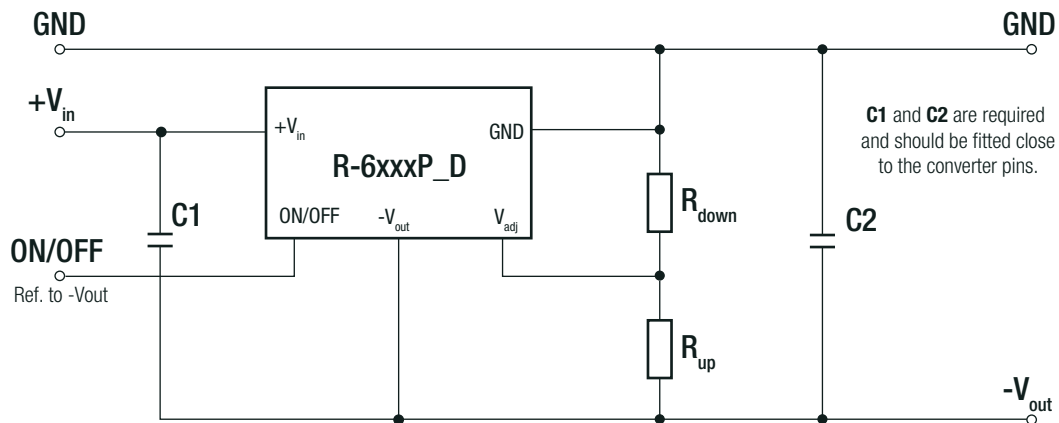 GND
GND
+Vin
+Vin
GND
C1 and C2 are required
and should be fitted close
to the converter pins.
R-6xxxP_D
Rdown
ON/OFF
-Vout
Vadj
C1
C2
ON/OFF
Ref. to -Vout
Rup
-Vout